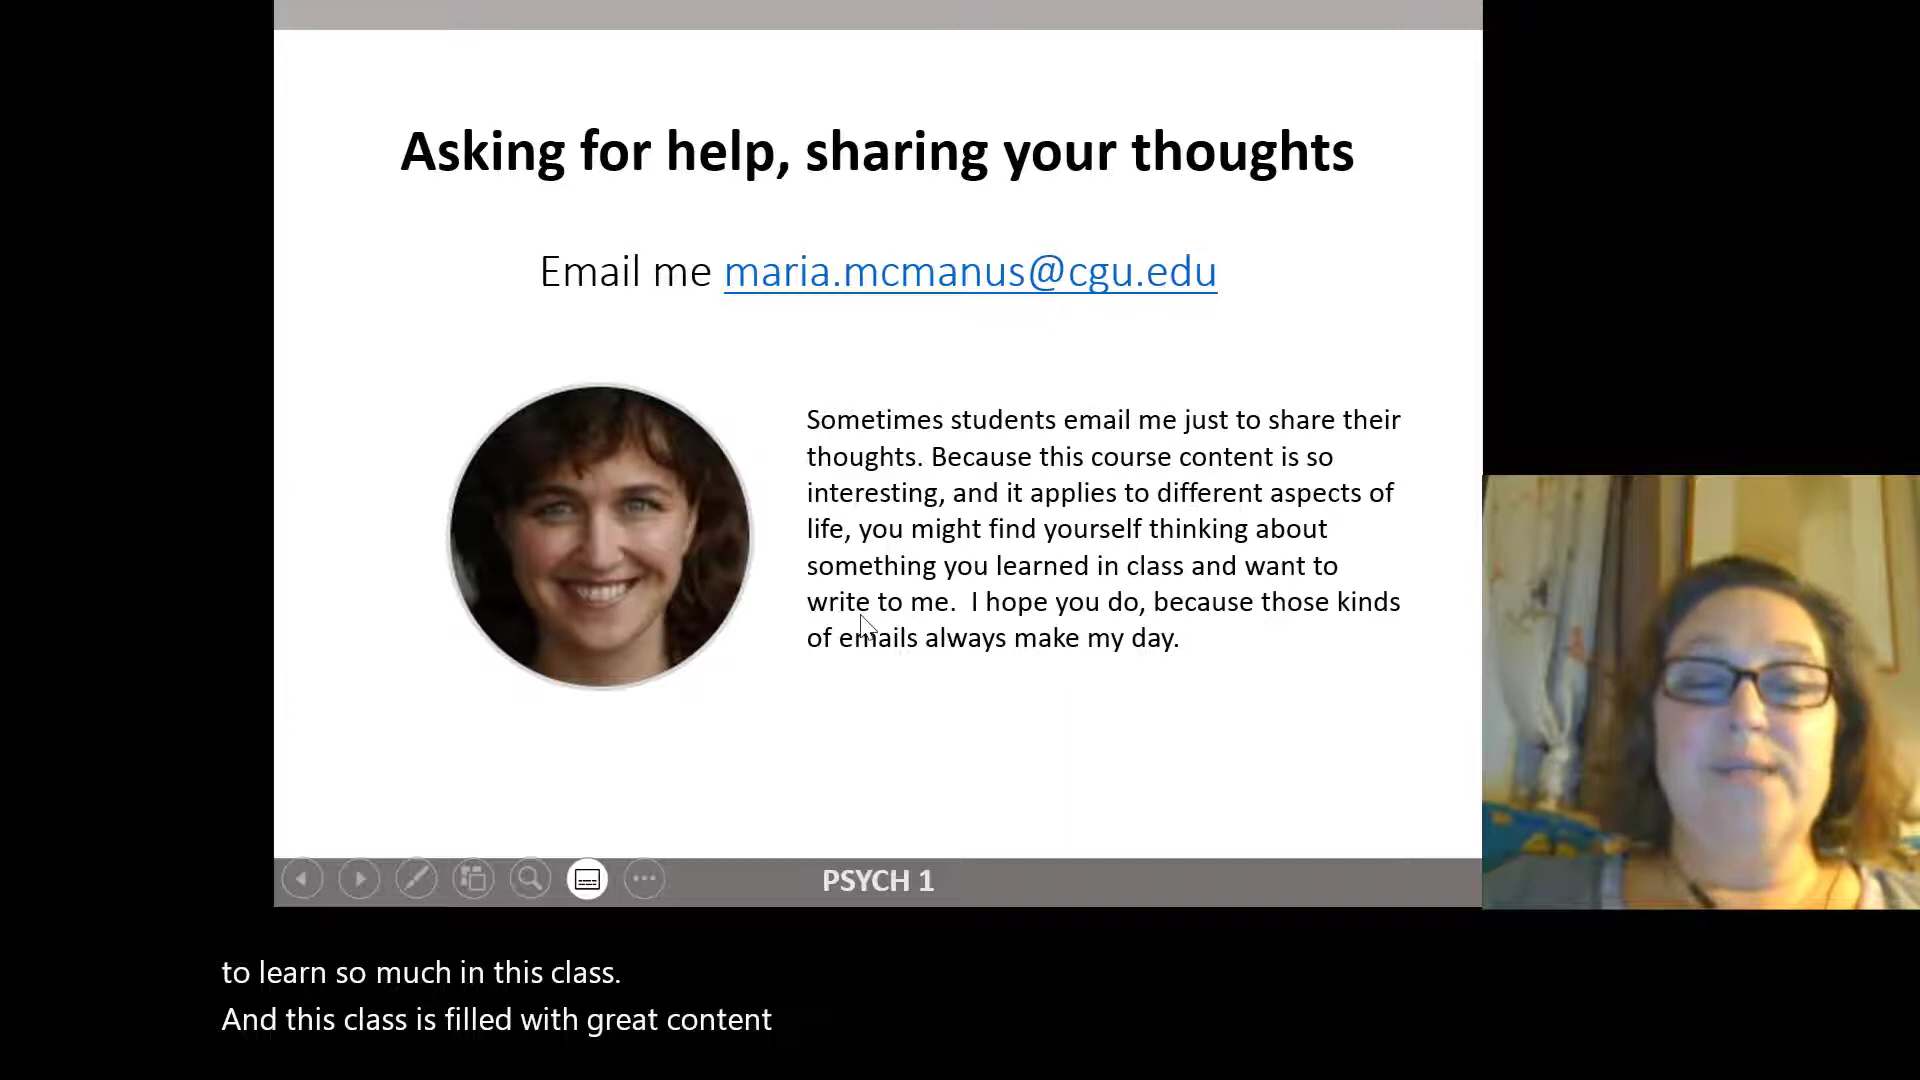 Asking for help, sharing your thoughts
Email me maria.mcmanus@cgu.edu
Sometimes students email me just to share their
thoughts. Because this course content is so
interesting, and it applies to different aspects of
life, you might find yourself thinking about
something you learned in class and want to
write to me.  I hope you do, because those kinds
of emails always make my day.
PSYCH 1
to learn so much in this class.
And this class is filled with great content